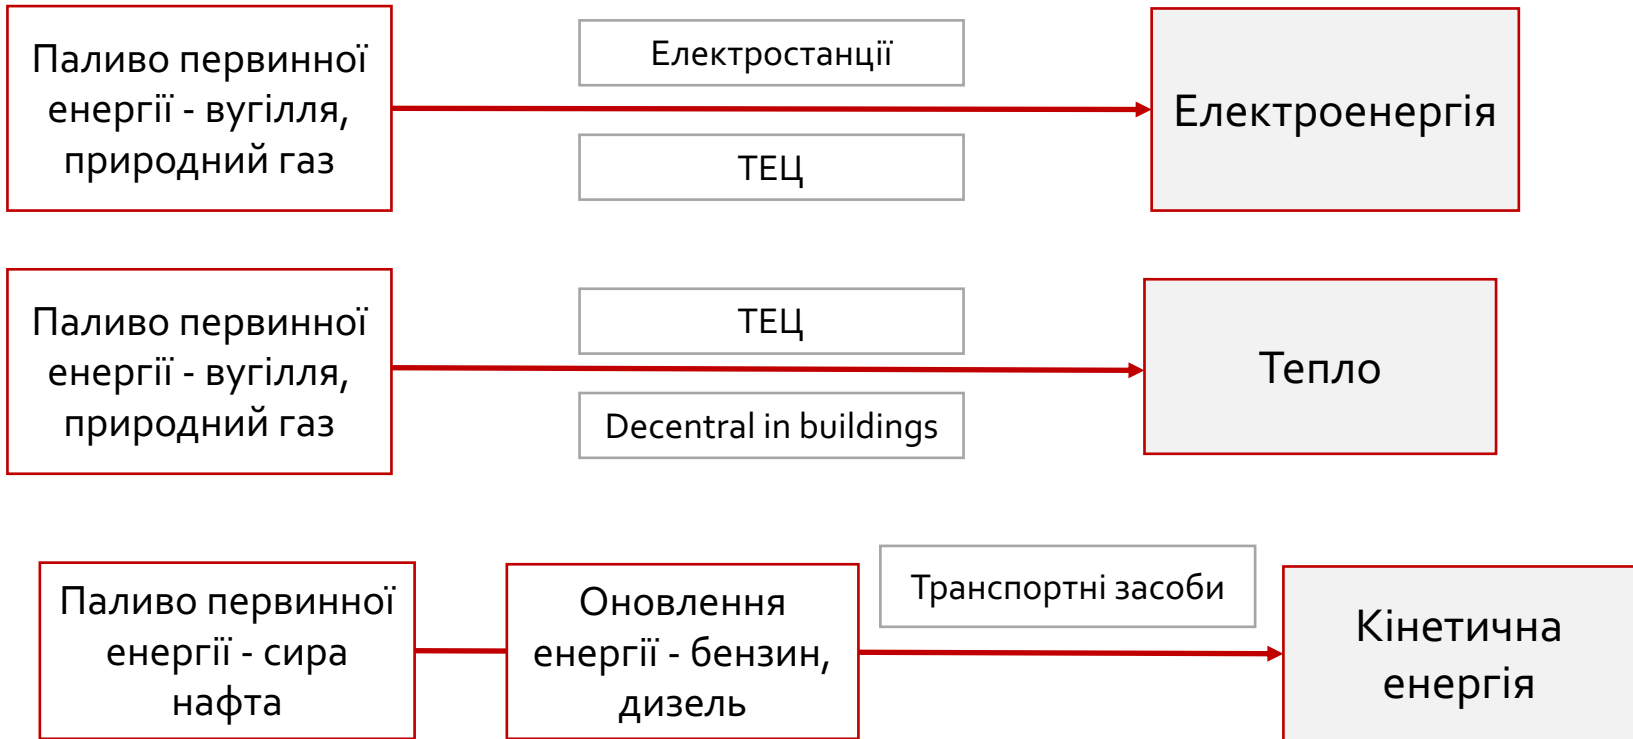 Паливо первинної
енергії - вугілля,
природний газ
Електростанції
ТЕЦ
Електроенергія
Паливо первинної
енергії - вугілля,
природний газ
ТЕЦ
Decentral in buildings
Тепло
Паливо первинної
енергії - сира
нафта
Оновлення
енергії - бензин,
дизель
Транспортні засоби
Кінетична
енергія